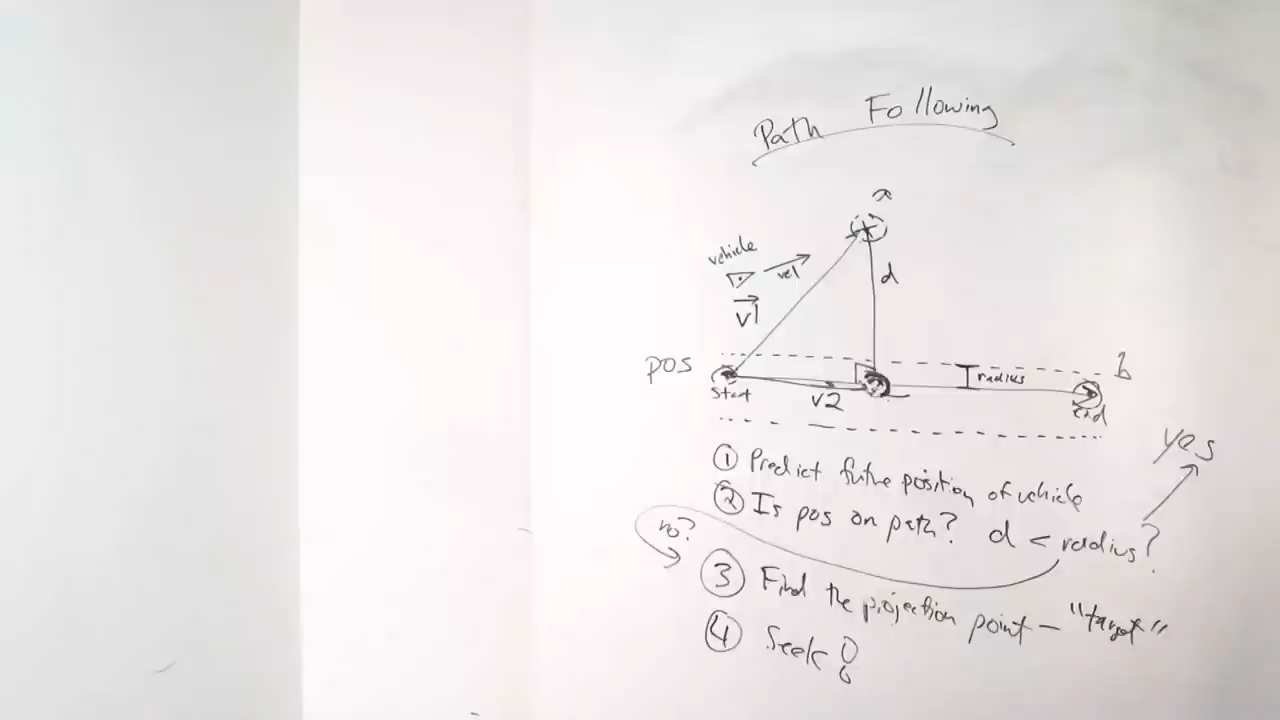 Path Following
a
vehicle
vel
d
v1
pos
b
radius
start
v2
end
yes
① Predict future position of vehicle
② Is pos on path? d < radius?
no?
③ Find the projection point — "target"
④ Seek!